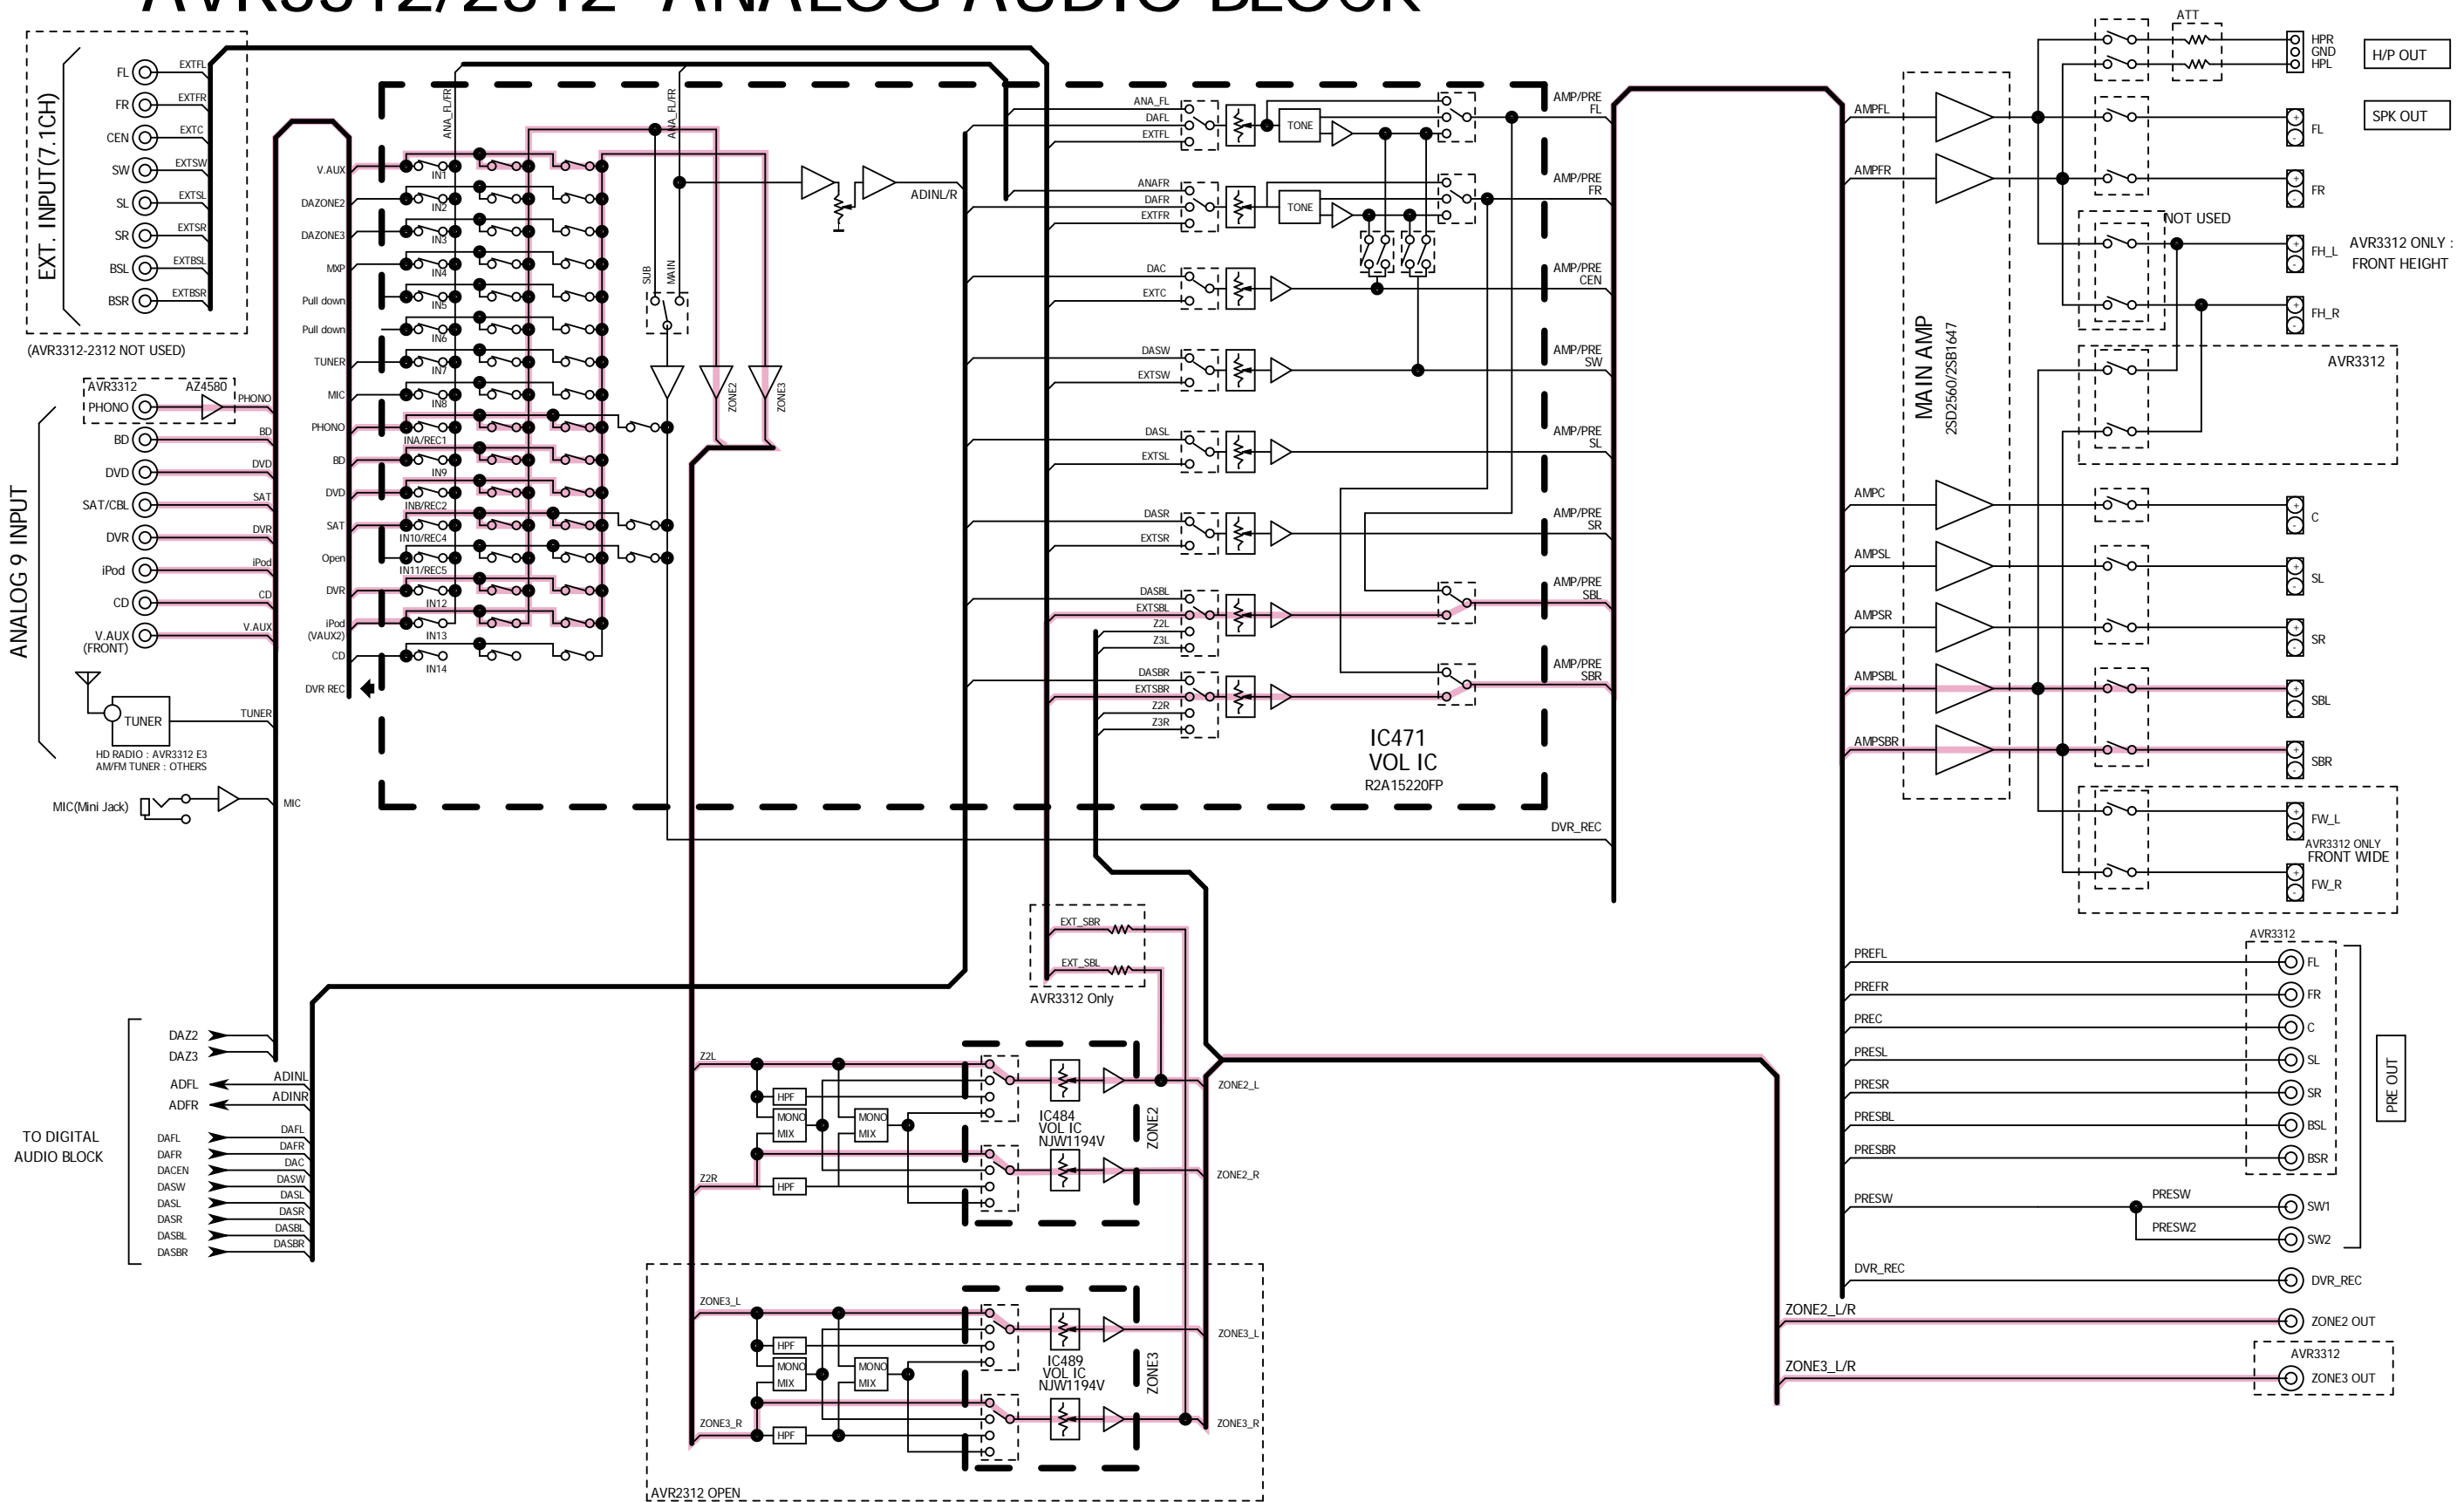 AVR3312/2312 ANALOG AUDIO BLOCK
EXT. INPUT(7.1CH)
FL EXTFL
FR EXTFR
CEN EXTC
SW EXTSW
SL EXTSL
SR EXTSR
BSL EXTBSL
BSR EXTBSR
(AVR3312-2312 NOT USED)
AVR3312 AZ4580
ANALOG 9 INPUT
PHONO PHONO
BD BD
DVD DVD
SAT/CBL SAT
DVR DVR
iPod iPod
CD CD
V.AUX V.AUX
(FRONT)
TUNER TUNER
HD RADIO : AVR3312 E3
AM/FM TUNER : OTHERS
MIC(Mini Jack) MIC
V.AUX IN1
DAZONE2 IN2
DAZONE3 IN3
MXP IN4
Pull down IN5
Pull down IN6
TUNER IN7
MIC IN8
PHONO INA/REC1
BD IN9
DVD INB/REC2
SAT IN10/REC4
Open IN11/REC5
DVR IN12
iPod
(VAUX2) IN13
CD IN14
DVR REC
ANA_FL/FR
ANA_FL/FR
SUB
MAIN
ZONE2
ZONE3
ADINL/R
ANA_FL
DAFL
EXTFL
TONE
AMP/PRE
FL
ANAFR
DAFR
EXTFR
TONE
AMP/PRE
FR
DAC
EXTC
AMP/PRE
CEN
DASW
EXTSW
AMP/PRE
SW
DASL
EXTSL
AMP/PRE
SL
DASR
EXTSR
AMP/PRE
SR
DASBL
EXTSBL
Z2L
Z3L
AMP/PRE
SBL
DASBR
EXTSBR
Z2R
Z3R
AMP/PRE
SBR
IC471
VOL IC
R2A15220FP
DVR_REC
EXT_SBR
EXT_SBL
AVR3312 Only
MAIN AMP
2SD2560/2SB1647
AMPFL
AMPFR
AMPC
AMPSL
AMPSR
AMPSBL
AMPSBR
ATT
HPR
GND
HPL
H/P OUT
SPK OUT
+
-
FL
+
-
FR
NOT USED
+
-
FH_L
AVR3312 ONLY :
FRONT HEIGHT
+
-
FH_R
AVR3312
+
-
C
+
-
SL
+
-
SR
+
-
SBL
+
-
SBR
+
-
FW_L
AVR3312 ONLY
FRONT WIDE
+
-
FW_R
AVR3312
PREFL FL
PREFR FR
PREC C
PRESL SL
PRESR SR
PRESBL BSL
PRESBR BSR
PRESW PRESW SW1
PRESW2 SW2
PRE OUT
DVR_REC DVR_REC
ZONE2_L/R ZONE2 OUT
AVR3312
ZONE3_L/R ZONE3 OUT
DAZ2
DAZ3
ADFL ADINL
ADFR ADINR
TO DIGITAL
AUDIO BLOCK
DAFL DAFL
DAFR DAFR
DACEN DAC
DASW DASW
DASL DASL
DASR DASR
DASBL DASBL
DASBR DASBR
Z2L
HPF
MONO
MIX
MONO
MIX
Z2R
HPF
IC484
VOL IC
NJW1194V
ZONE2
ZONE2_L
ZONE2_R
ZONE3_L
HPF
MONO
MIX
MONO
MIX
ZONE3_R
HPF
IC489
VOL IC
NJW1194V
ZONE3
ZONE3_L
ZONE3_R
AVR2312 OPEN